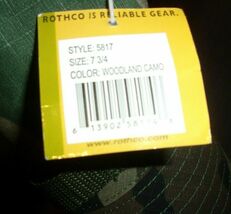 ROTHCO IS RELIABLE GEAR.
STYLE: 5817
SIZE: 7 3/4
COLOR: WOODLAND CAMO
www.rothco.com